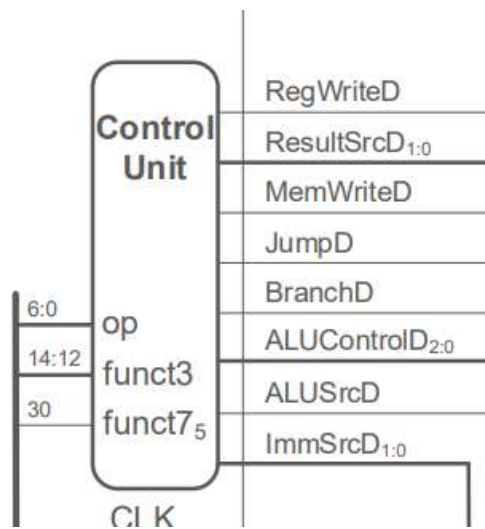 RegWriteD
Control
Unit
ResultSrcD1:0
MemWriteD
JumpD
BranchD
6:0
op
ALUControlD2:0
14:12
funct3
ALUSrcD
30
funct75
ImmSrcD1:0
CLK